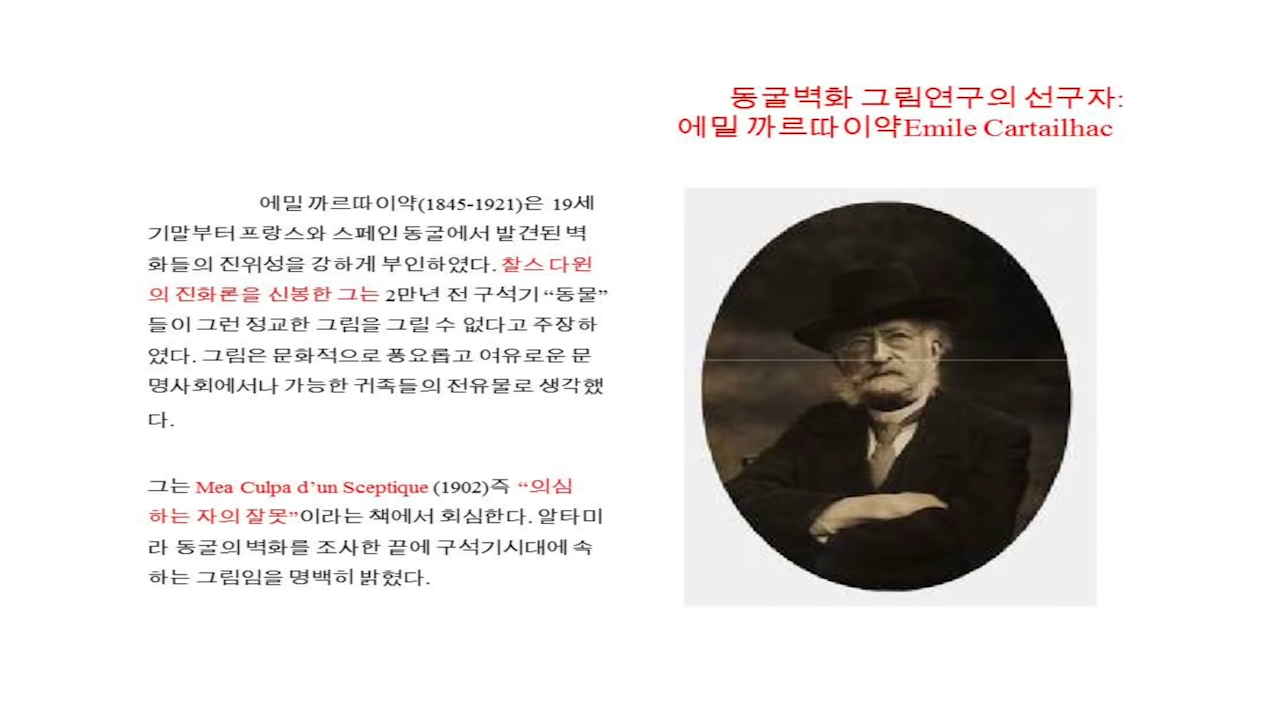 동굴벽화 그림연구의 선구자:
에밀 까르따이약Emile Cartailhac
에밀 까르따이약(1845-1921)은 19세
기말부터 프랑스와 스페인 동굴에서 발견된 벽
화들의 진위성을 강하게 부인하였다. 찰스 다윈
의 진화론을 신봉한 그는 2만년 전 구석기 “동물”
들이 그런 정교한 그림을 그릴 수 없다고 주장하
였다. 그림은 문화적으로 풍요롭고 여유로운 문
명사회에서나 가능한 귀족들의 전유물로 생각했
다.
그는 Mea Culpa d’un Sceptique (1902)즉 “의심
하는 자의 잘못”이라는 책에서 회심한다. 알타미
라 동굴의 벽화를 조사한 끝에 구석기시대에 속
하는 그림임을 명백히 밝혔다.